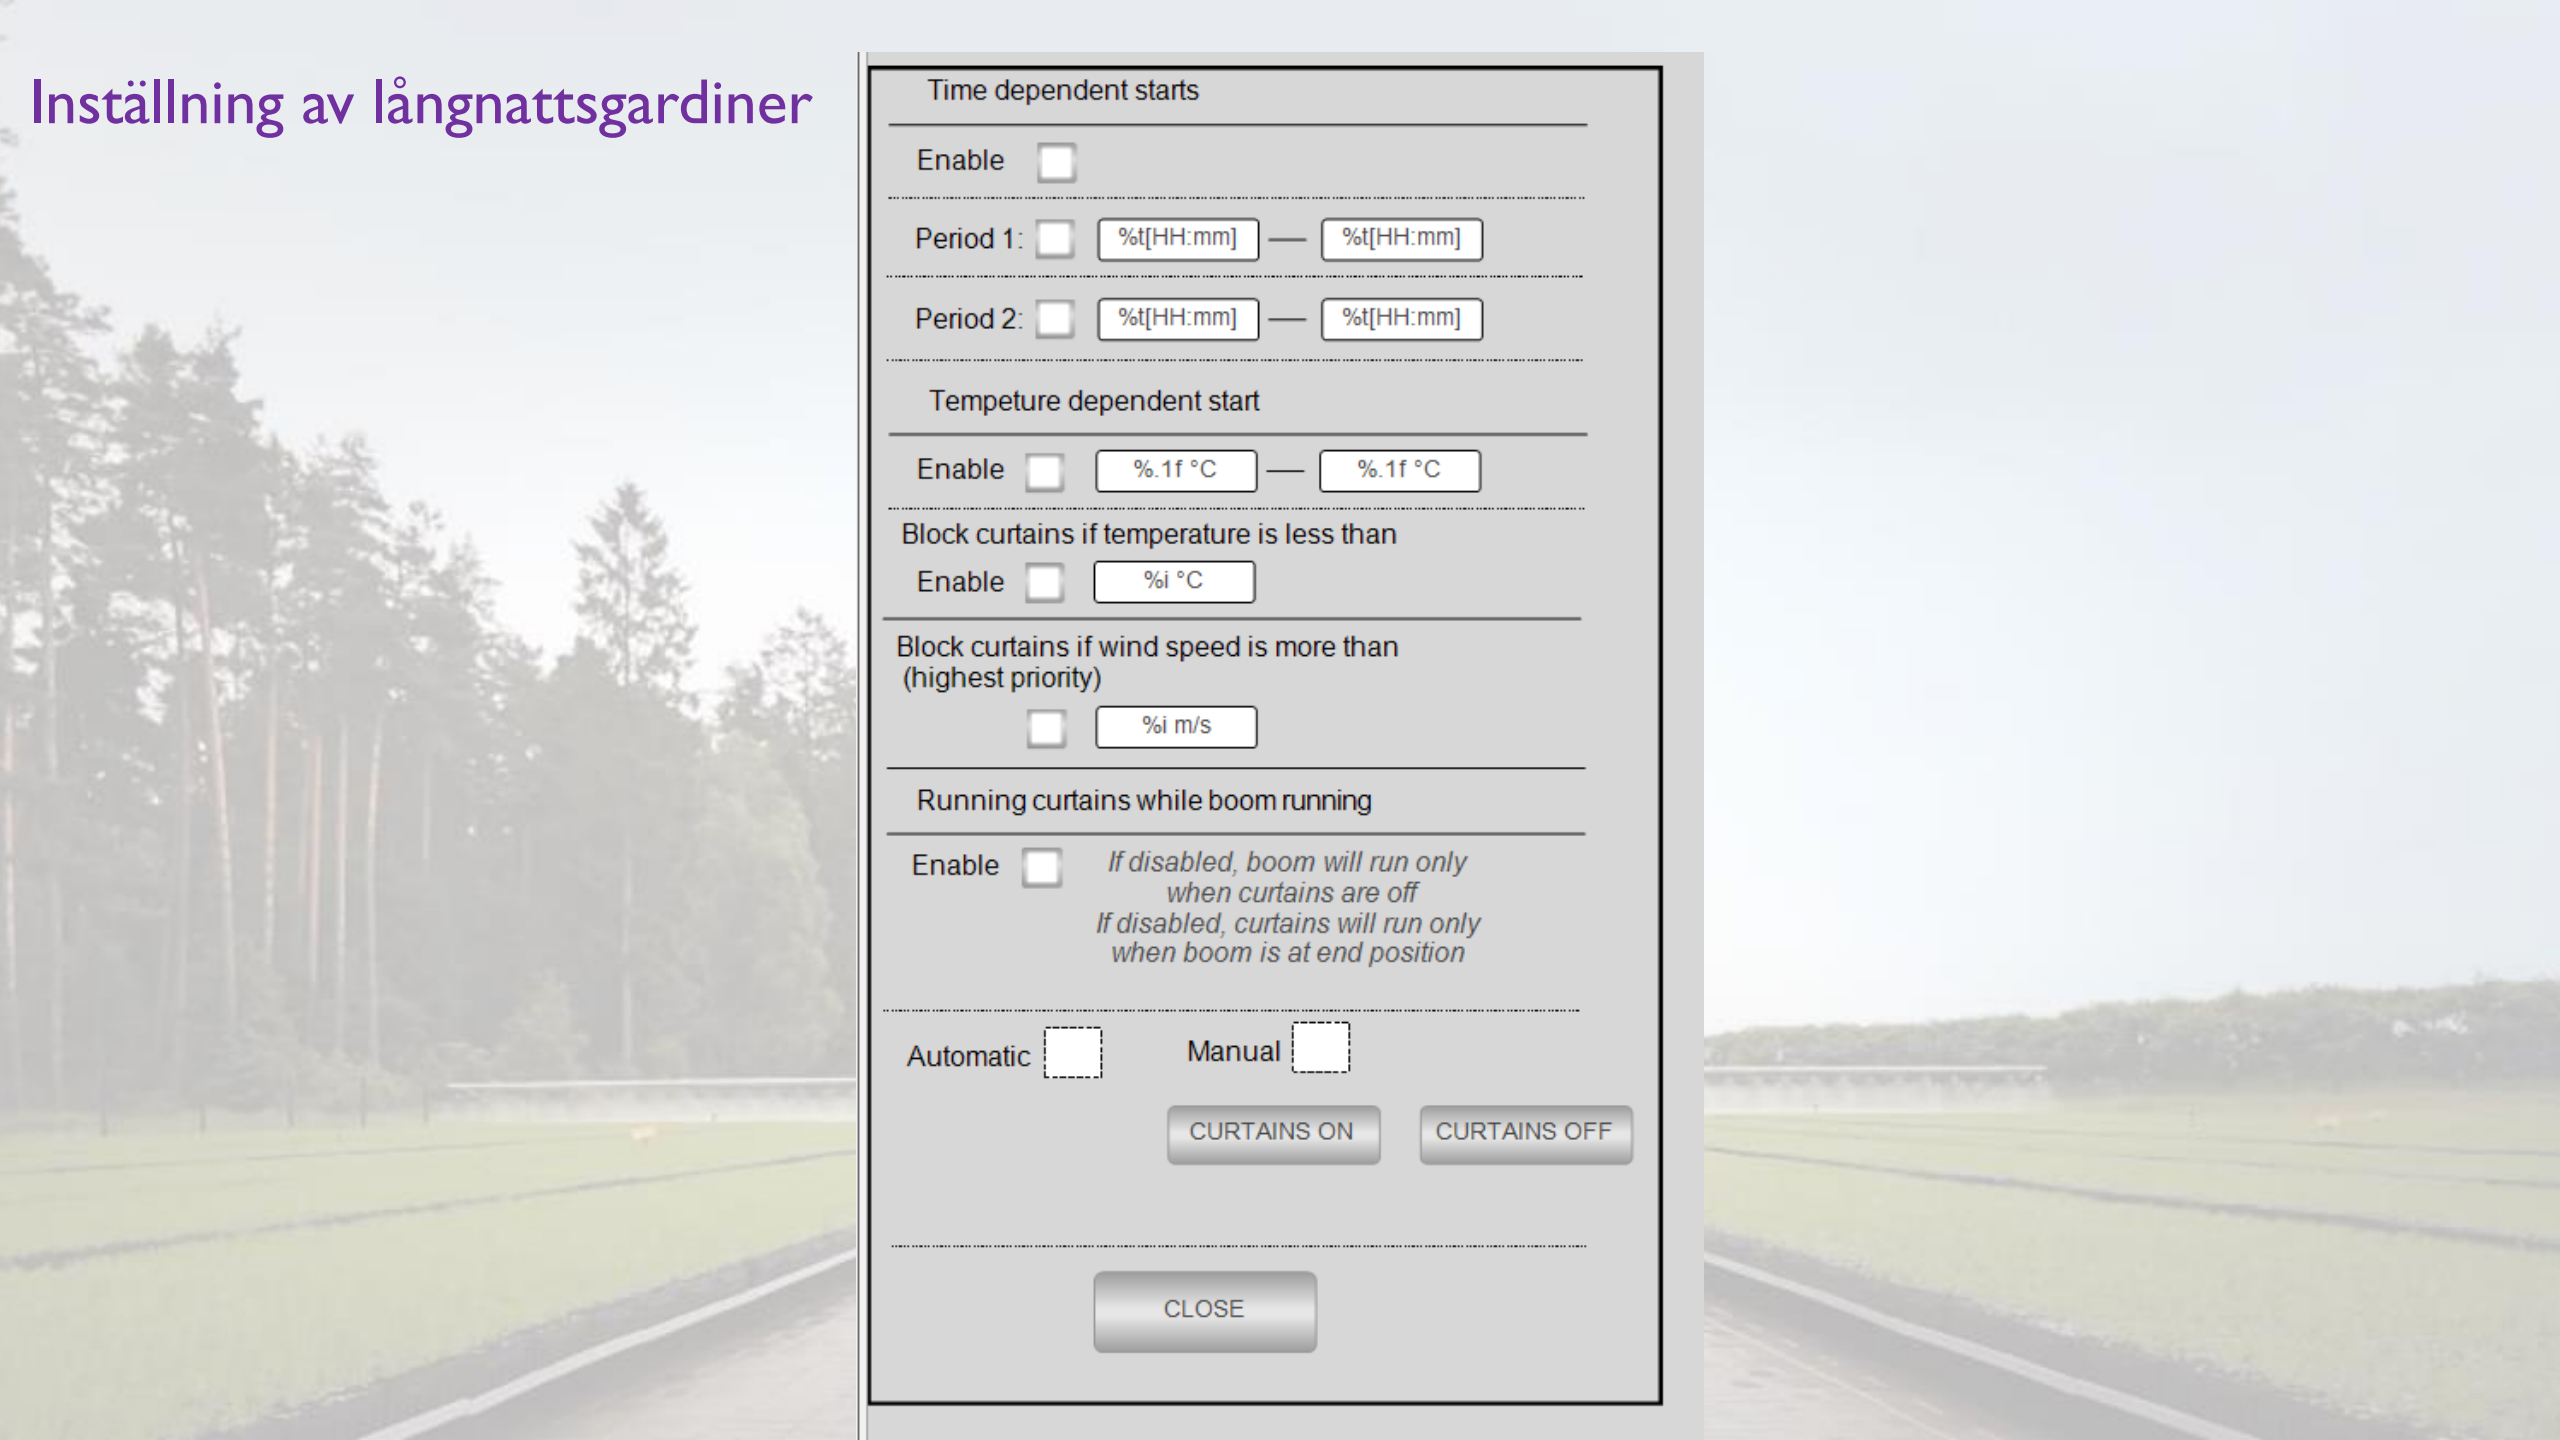 Inställning av långnattsgardiner
Time dependent starts
Enable
Period 1: %t[HH:mm] — %t[HH:mm]
Period 2: %t[HH:mm] — %t[HH:mm]
Tempeture dependent start
Enable %.1f °C — %.1f °C
Block curtains if temperature is less than
Enable %i °C
Block curtains if wind speed is more than
(highest priority)
%i m/s
Running curtains while boom running
Enable If disabled, boom will run only
when curtains are off
If disabled, curtains will run only
when boom is at end position
Automatic Manual
CURTAINS ON CURTAINS OFF
CLOSE